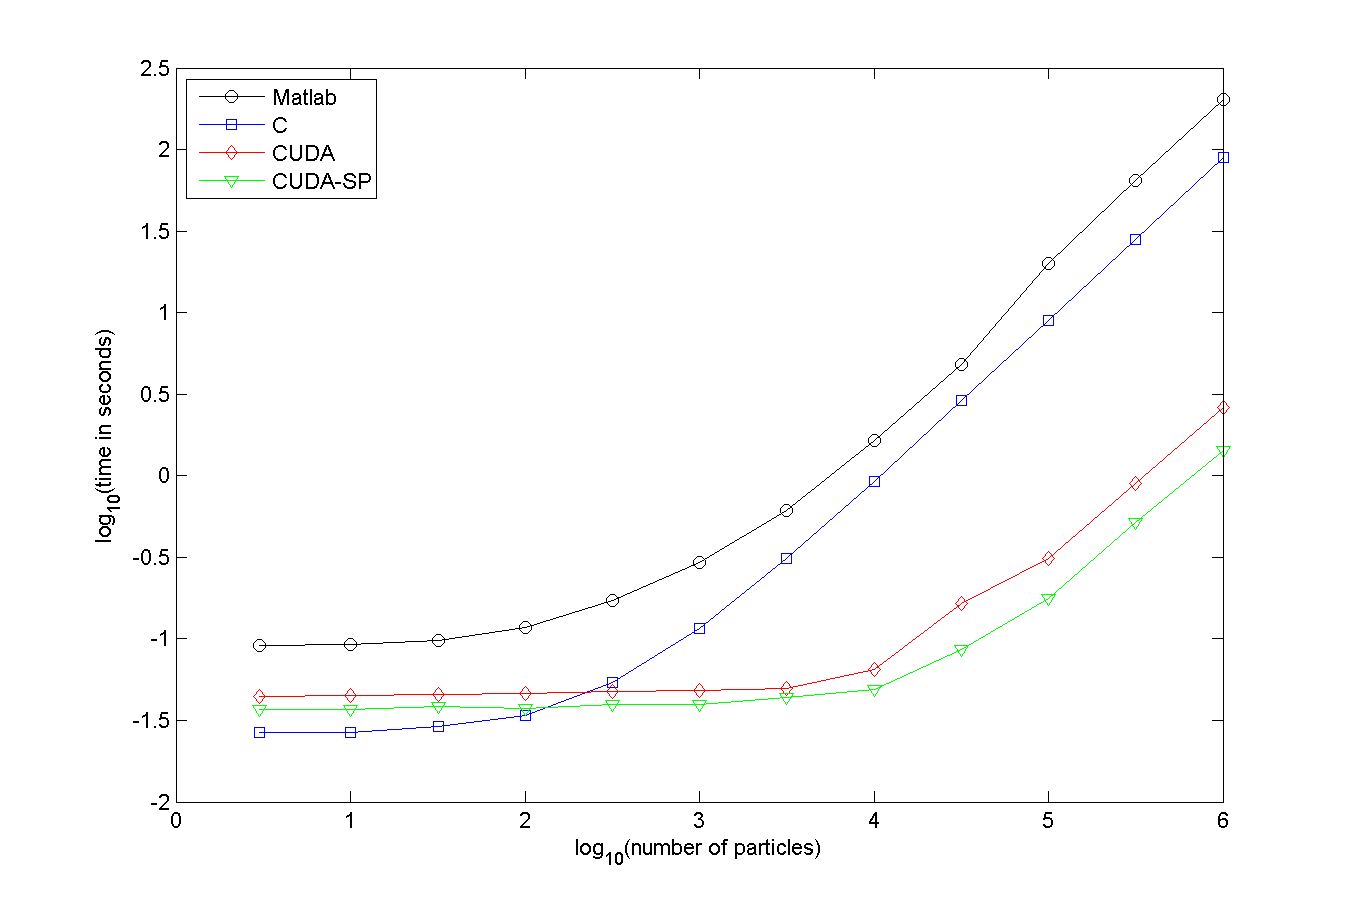 2.5
2
1.5
1
0.5
0
-0.5
-1
-1.5
-2
Matlab
C
CUDA
CUDA-SP
log10(time in seconds)
0 1 2 3 4 5 6
log10(number of particles)